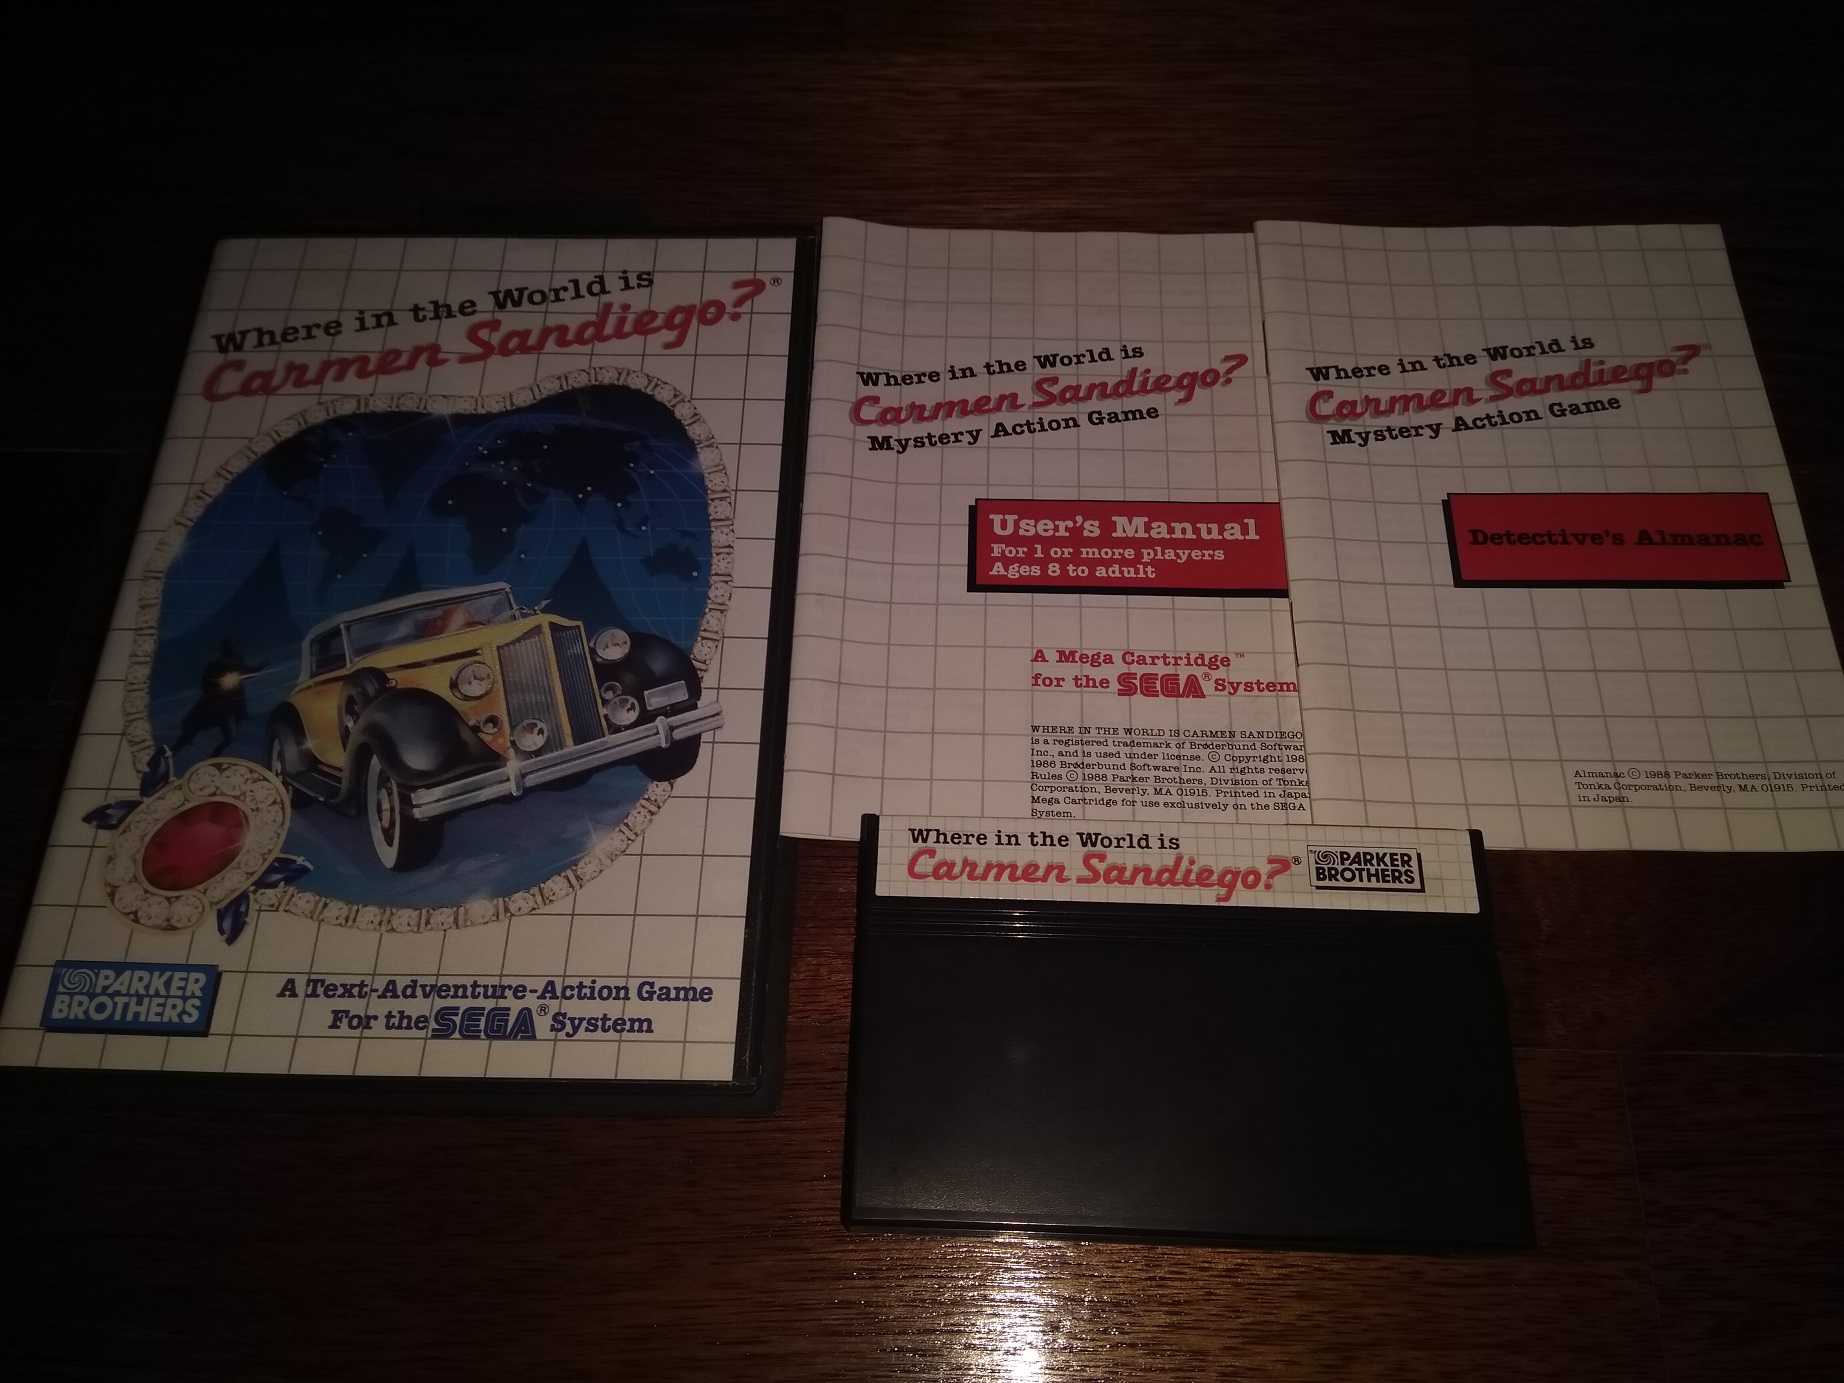 Where in the World is
Carmen Sandiego?®
PARKER
BROTHERS
A Text-Adventure-Action Game
For the SEGA® System
Where in the World is
Carmen Sandiego?
Mystery Action Game
User's Manual
For 1 or more players
Ages 8 to adult
A Mega Cartridge™
for the SEGA® System
WHERE IN THE WORLD IS CARMEN SANDIEGO
is a registered trademark of Brøderbund Softwar
Inc., and is used under license. © Copyright 198
1986 Brøderbund Software Inc. All rights reserv
Rules © 1988 Parker Brothers, Division of Tonk
Corporation, Beverly, MA 01915. Printed in Japa
Mega Cartridge for use exclusively on the SEGA
System.
Where in the World is
Carmen Sandiego?
Mystery Action Game
Detective's Almanac
Almanac © 1988 Parker Brothers, Division of
Tonka Corporation, Beverly, MA 01915. Printed
in Japan.
Where in the World is
Carmen Sandiego?®
PARKER
BROTHERS